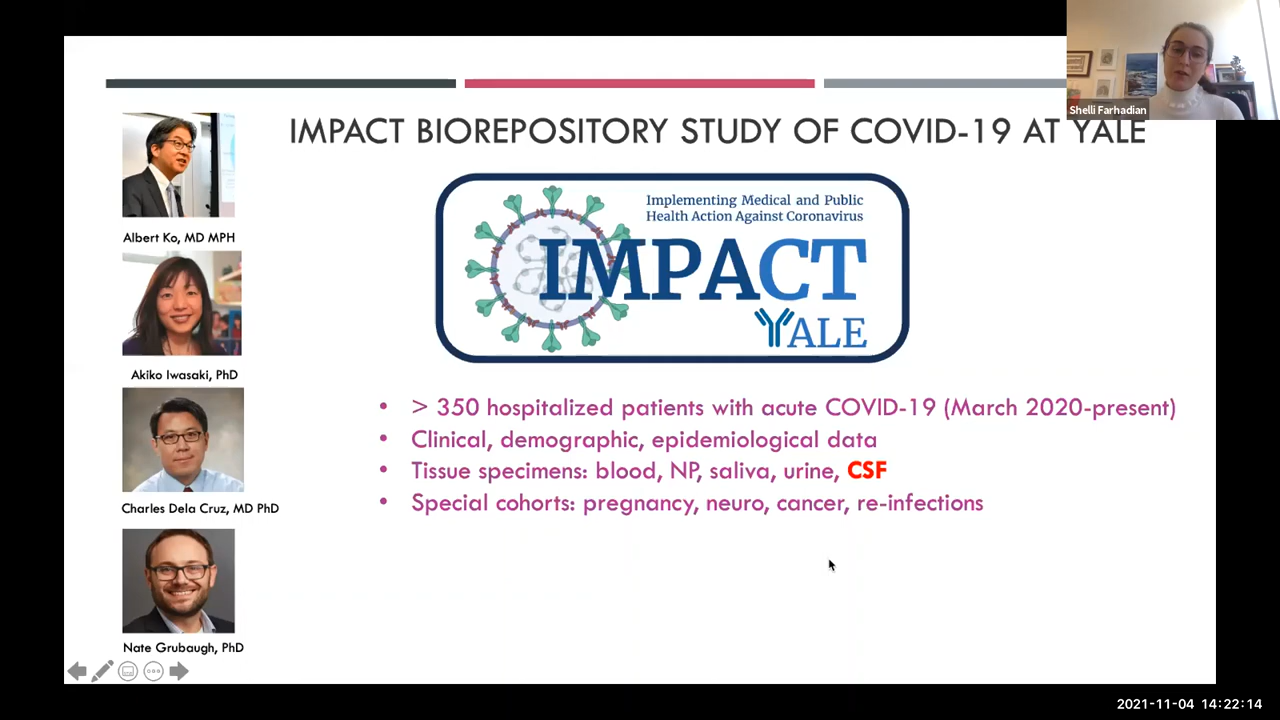 Shelli Farhadian
IMPACT BIOREPOSITORY STUDY OF COVID-19 AT YALE
Implementing Medical and Public
Health Action Against Coronavirus
IMPACT
YALE
Albert Ko, MD MPH
Akiko Iwasaki, PhD
Charles Dela Cruz, MD PhD
Nate Grubaugh, PhD
• > 350 hospitalized patients with acute COVID-19 (March 2020-present)
• Clinical, demographic, epidemiological data
• Tissue specimens: blood, NP, saliva, urine, CSF
• Special cohorts: pregnancy, neuro, cancer, re-infections
2021-11-04 14:22:14